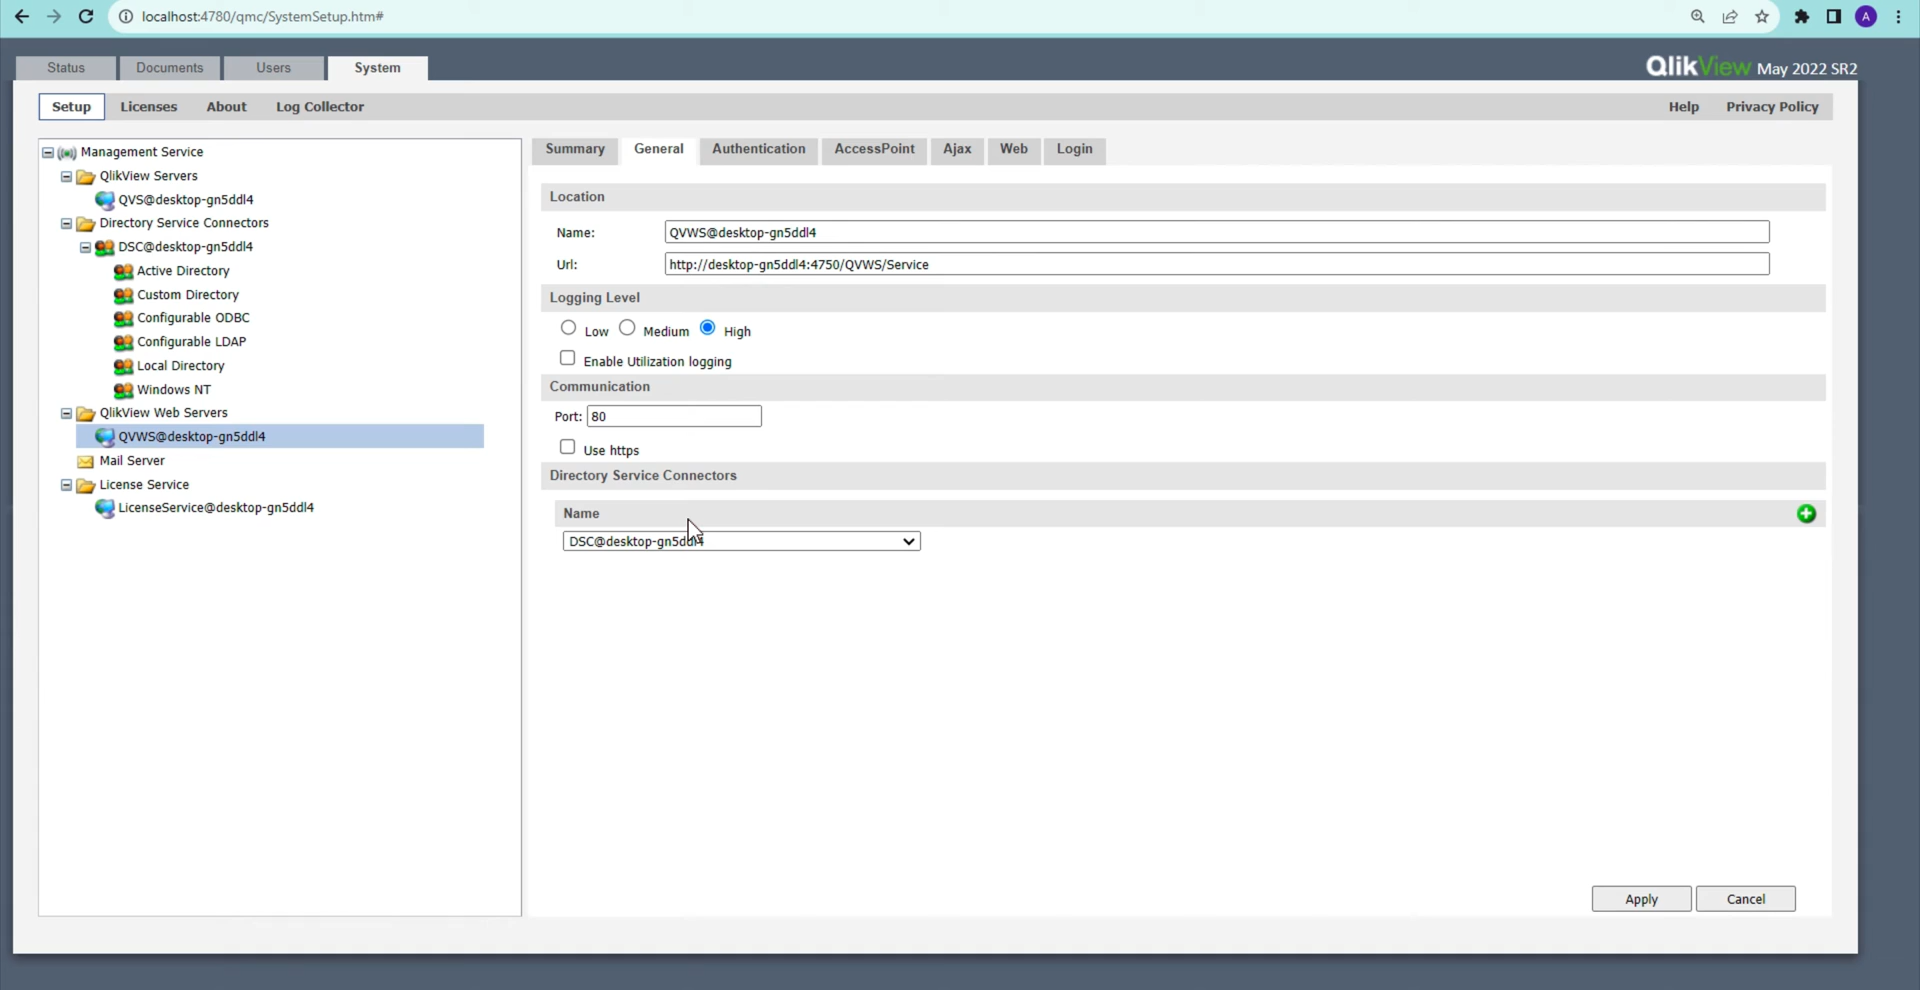 localhost:4780/qmc/SystemSetup.htm#
A
Status Documents Users System
QlikView May 2022 SR2
Setup Licenses About Log Collector Help Privacy Policy
Management Service
QlikView Servers
QVS@desktop-gn5ddl4
Directory Service Connectors
DSC@desktop-gn5ddl4
Active Directory
Custom Directory
Configurable ODBC
Configurable LDAP
Local Directory
Windows NT
QlikView Web Servers
QVWS@desktop-gn5ddl4
Mail Server
License Service
LicenseService@desktop-gn5ddl4
Summary General Authentication AccessPoint Ajax Web Login
Location
Name: QVWS@desktop-gn5ddl4
Url: http://desktop-gn5ddl4:4750/QVWS/Service
Logging Level
Low Medium High
Enable Utilization logging
Communication
Port: 80
Use https
Directory Service Connectors
Name
DSC@desktop-gn5ddl4
Apply Cancel